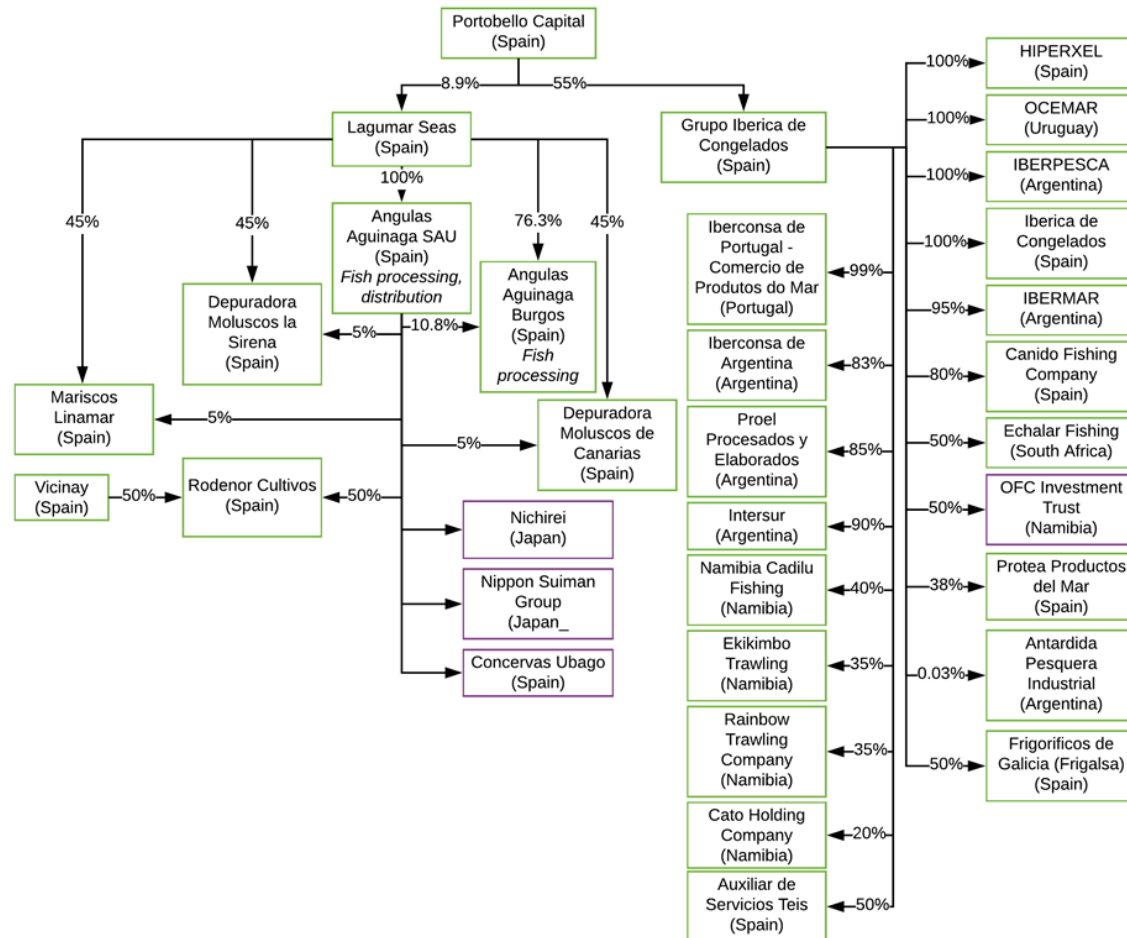 Portobello Capital
(Spain)
8.9%
55%
Lagumar Seas
(Spain)
Grupo Iberica de
Congelados
(Spain)
100%
45%
45%
76.3%
45%
Angulas
Aguinaga SAU
(Spain)
Fish processing,
distribution
Depuradora
Moluscos la
Sirena
(Spain)
5%
10.8%
Angulas
Aguinaga
Burgos
(Spain)
Fish
processing
Mariscos
Linamar
(Spain)
5%
5%
Depuradora
Moluscos de
Canarias
(Spain)
Vicinay
(Spain)
50%
Rodenor Cultivos
(Spain)
50%
Nichirei
(Japan)
Nippon Suiman
Group
(Japan_
Concervas Ubago
(Spain)
Iberconsa de
Portugal -
Comercio de
Produtos do Mar
(Portugal)
99%
Iberconsa de
Argentina
(Argentina)
83%
Proel
Procesados y
Elaborados
(Argentina)
85%
Intersur
(Argentina)
90%
Namibia Cadilu
Fishing
(Namibia)
40%
Ekikimbo
Trawling
(Namibia)
35%
Rainbow
Trawling
Company
(Namibia)
35%
Cato Holding
Company
(Namibia)
20%
Auxiliar de
Servicios Teis
(Spain)
50%
100%
HIPERXEL
(Spain)
100%
OCEMAR
(Uruguay)
100%
IBERPESCA
(Argentina)
100%
Iberica de
Congelados
(Spain)
95%
IBERMAR
(Argentina)
80%
Canido Fishing
Company
(Spain)
50%
Echalar Fishing
(South Africa)
50%
OFC Investment
Trust
(Namibia)
38%
Protea Productos
del Mar
(Spain)
0.03%
Antardida
Pesquera
Industrial
(Argentina)
50%
Frigorificos de
Galicia (Frigalsa)
(Spain)